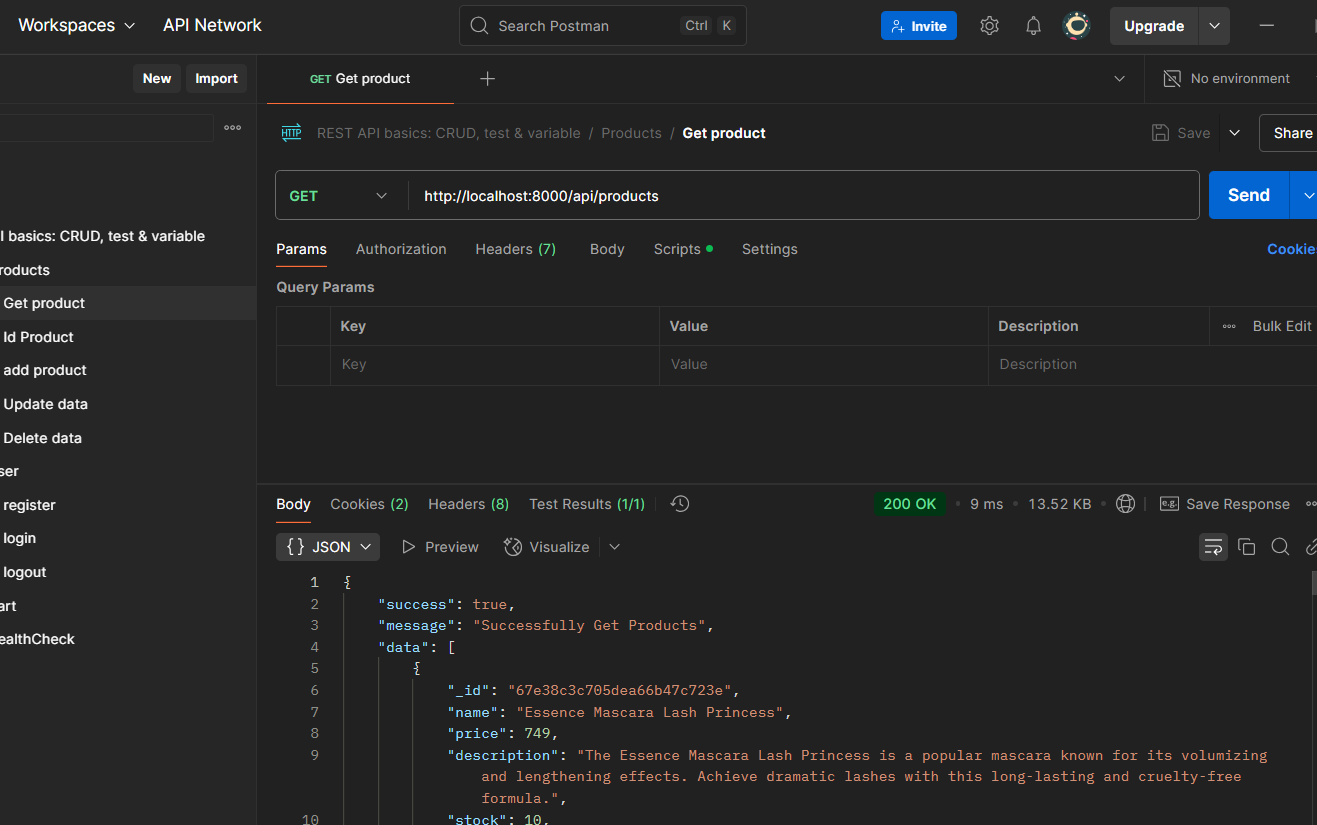 Workspaces API Network Search Postman Ctrl K Invite Upgrade
New Import GET Get product No environment
REST API basics: CRUD, test & variable / Products / Get product Save Share
GET http://localhost:8000/api/products Send
Params Authorization Headers (7) Body Scripts Settings Cookie
Query Params
Key Value Description Bulk Edit
Key Value Description
I basics: CRUD, test & variable
roducts
Get product
Id Product
add product
Update data
Delete data
ser
register
login
logout
art
ealthCheck
Body Cookies (2) Headers (8) Test Results (1/1) 200 OK 9 ms 13.52 KB e.g. Save Response
{} JSON Preview Visualize
1 {
2 "success": true,
3 "message": "Successfully Get Products",
4 "data": [
5 {
6 "_id": "67e38c3c705dea66b47c723e",
7 "name": "Essence Mascara Lash Princess",
8 "price": 749,
9 "description": "The Essence Mascara Lash Princess is a popular mascara known for its volumizing
and lengthening effects. Achieve dramatic lashes with this long-lasting and cruelty-free
formula.",
10 "stock": 10,